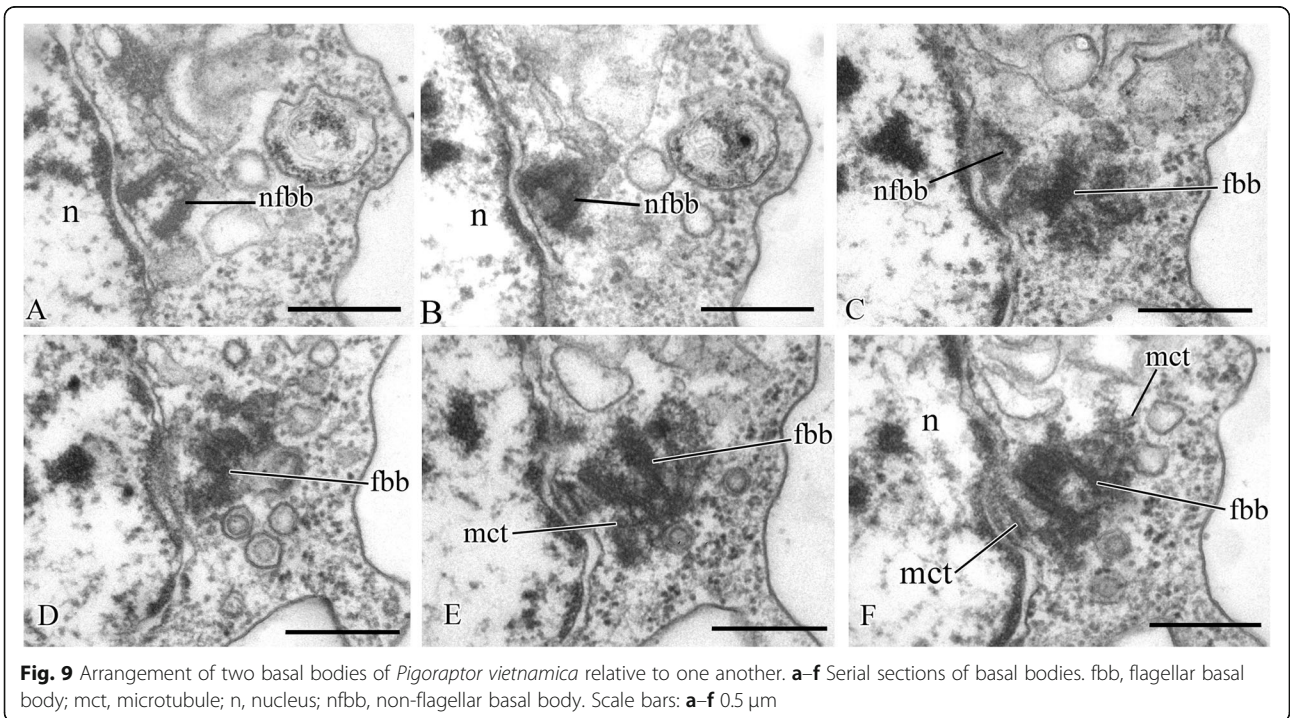 n
nfbb
A
n
nfbb
B
nfbb
fbb
C
fbb
D
fbb
mct
E
n
mct
fbb
mct
F
Fig. 9 Arrangement of two basal bodies of Pigoraptor vietnamica relative to one another. a–f Serial sections of basal bodies. fbb, flagellar basal
body; mct, microtubule; n, nucleus; nfbb, non-flagellar basal body. Scale bars: a–f 0.5 μm